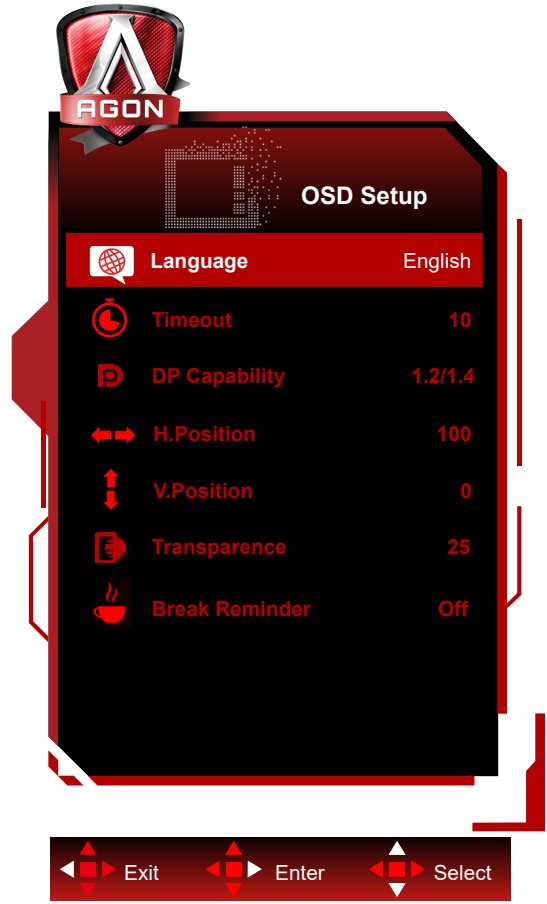 AGON
OSD Setup
Language English
Timeout 10
DP Capability 1.2/1.4
H.Position 100
V.Position 0
Transparence 25
Break Reminder Off
Exit Enter Select